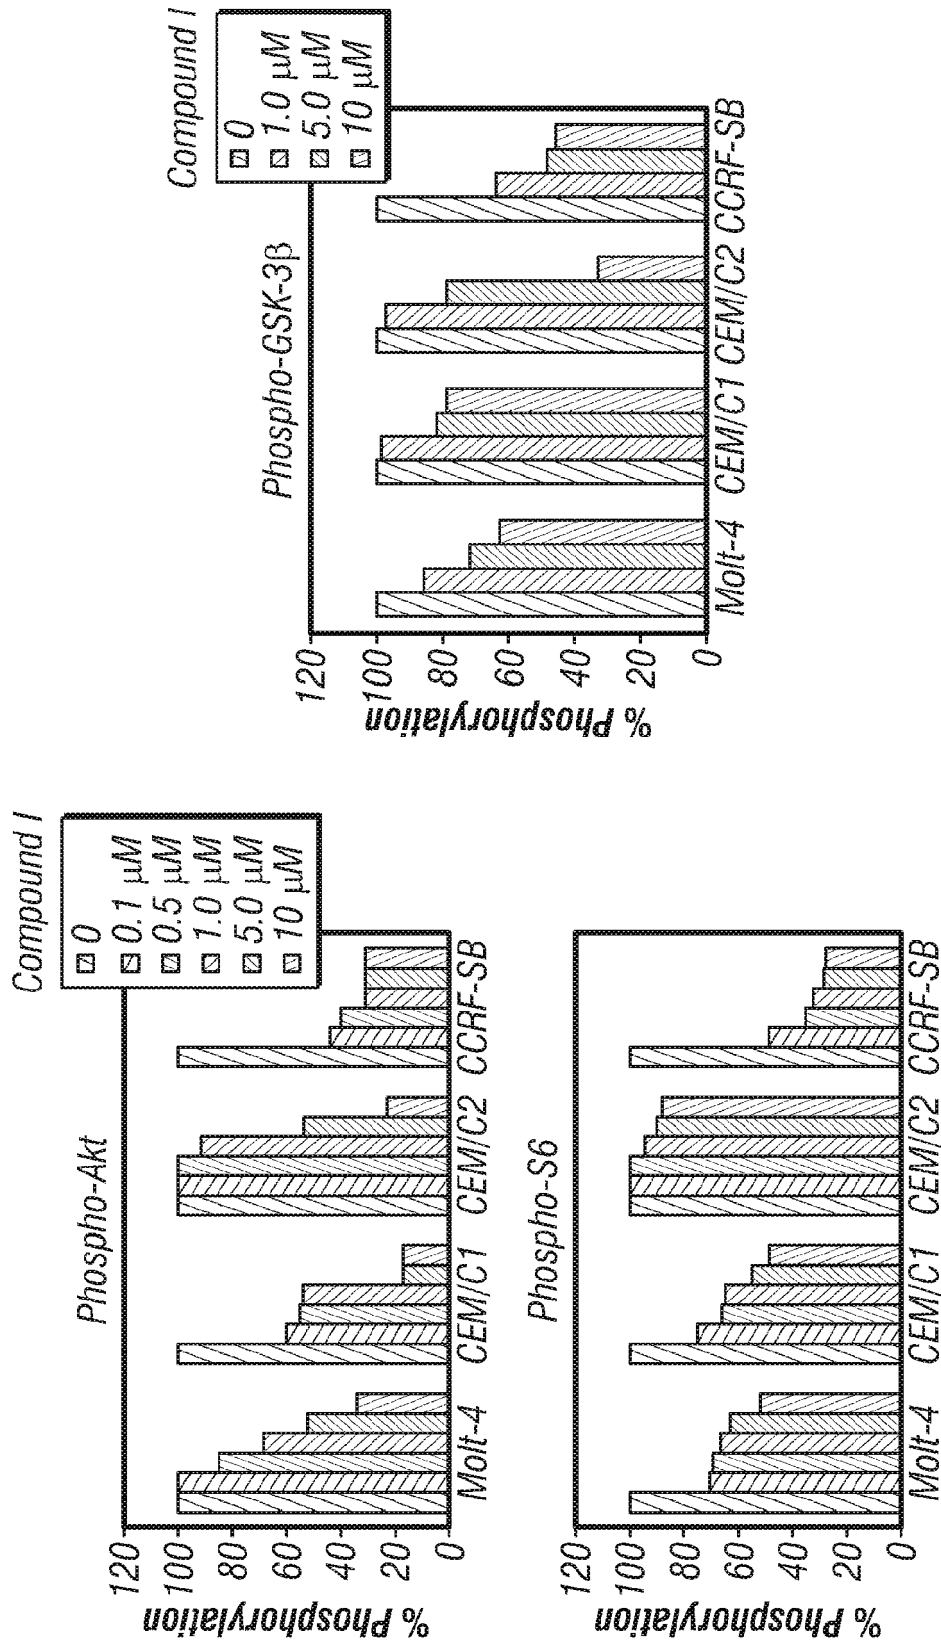 Compound I
0
0.1 μM
0.5 μM
1.0 μM
5.0 μM
10 μM
Phospho-Akt
% Phosphorylation
120
100
80
60
40
20
0
Molt-4 CEM/C1 CEM/C2 CCRF-SB
Phospho-S6
% Phosphorylation
120
100
80
60
40
20
0
Molt-4 CEM/C1 CEM/C2 CCRF-SB
Compound I
0
1.0 μM
5.0 μM
10 μM
Phospho-GSK-3β
% Phosphorylation
120
100
80
60
40
20
0
Molt-4 CEM/C1 CEM/C2 CCRF-SB